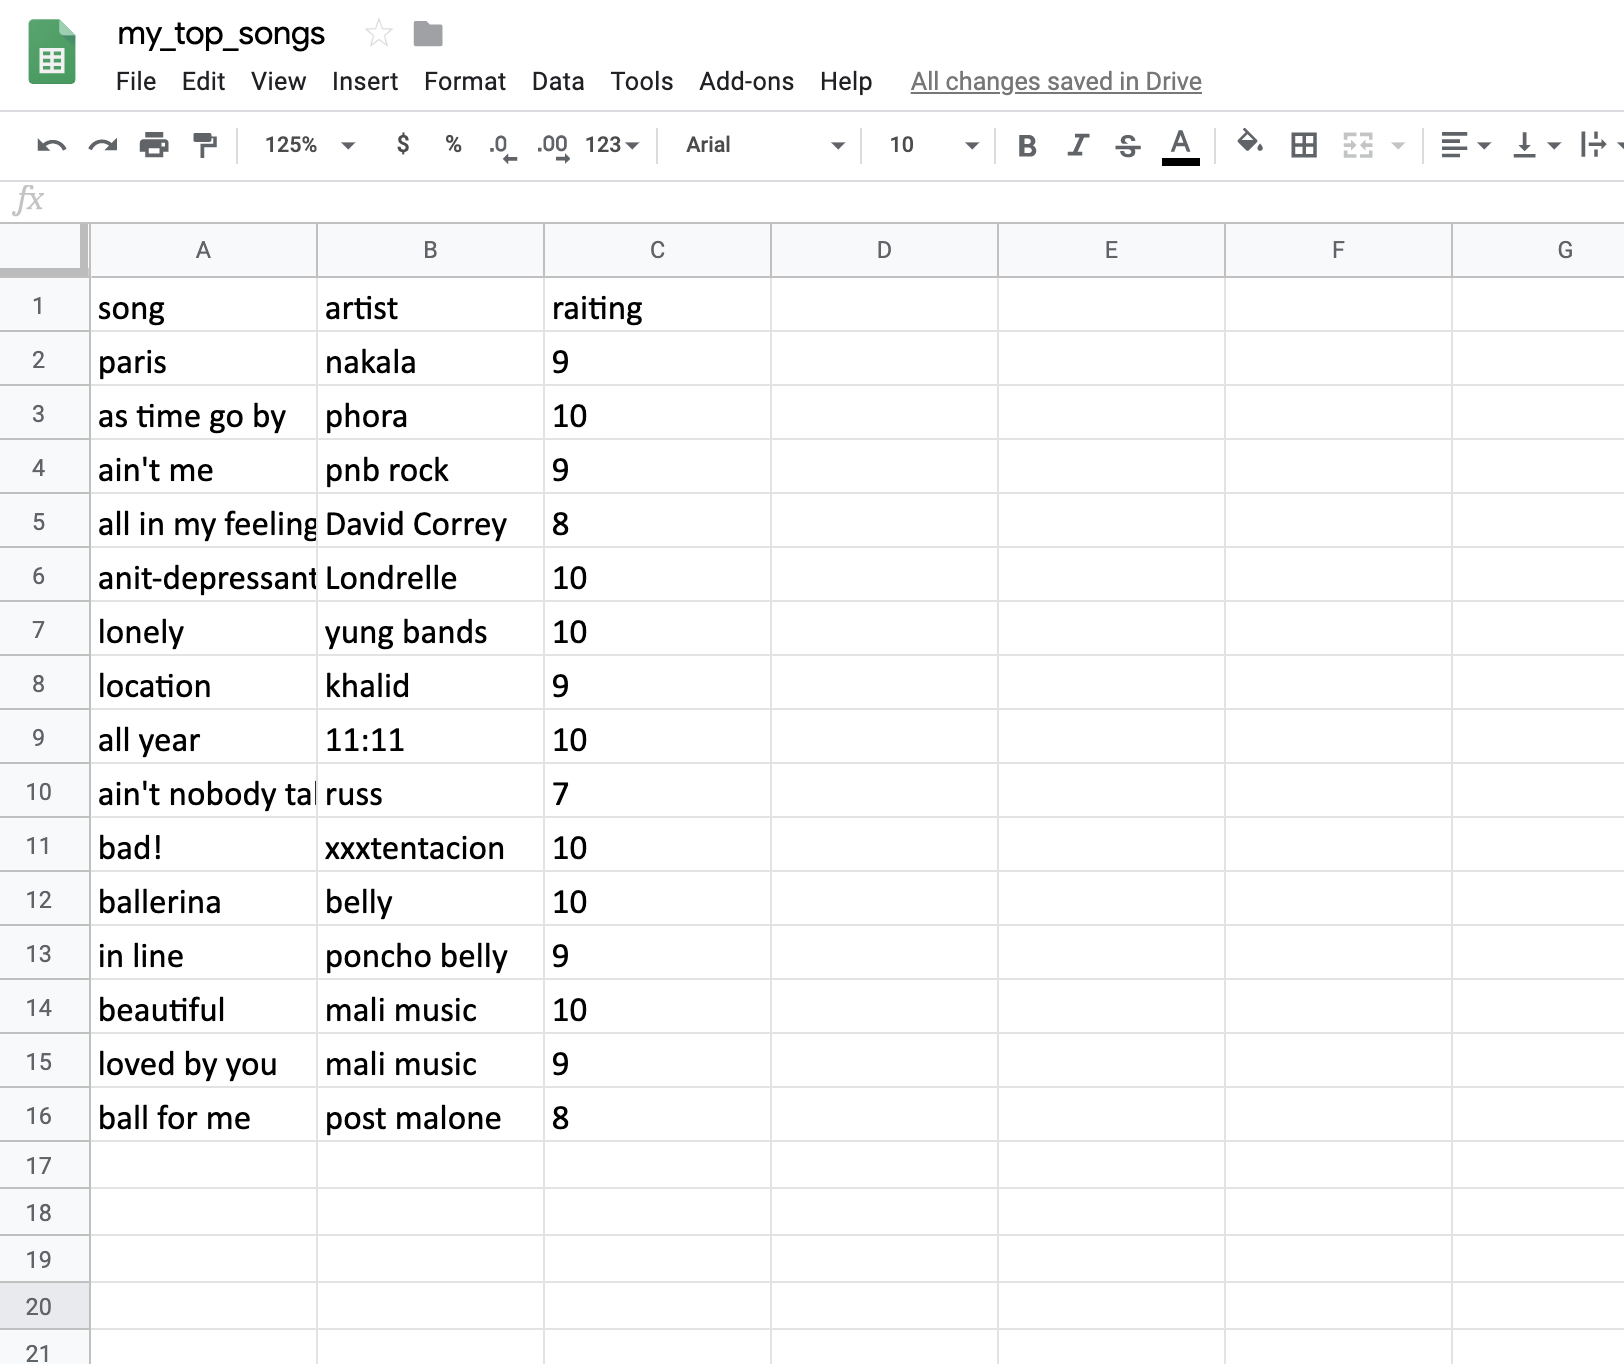 my_top_songs
File Edit View Insert Format Data Tools Add-ons Help All changes saved in Drive
125% $ % .0 .00 123 Arial 10 B I S A
fx
A B C D E F G
1 song artist raiting
2 paris nakala 9
3 as time go by phora 10
4 ain't me pnb rock 9
5 all in my feeling David Correy 8
6 anit-depressant Londrelle 10
7 lonely yung bands 10
8 location khalid 9
9 all year 11:11 10
10 ain't nobody russ 7
11 bad! xxxtentacion 10
12 ballerina belly 10
13 in line poncho belly 9
14 beautiful mali music 10
15 loved by you mali music 9
16 ball for me post malone 8
17
18
19
20
21